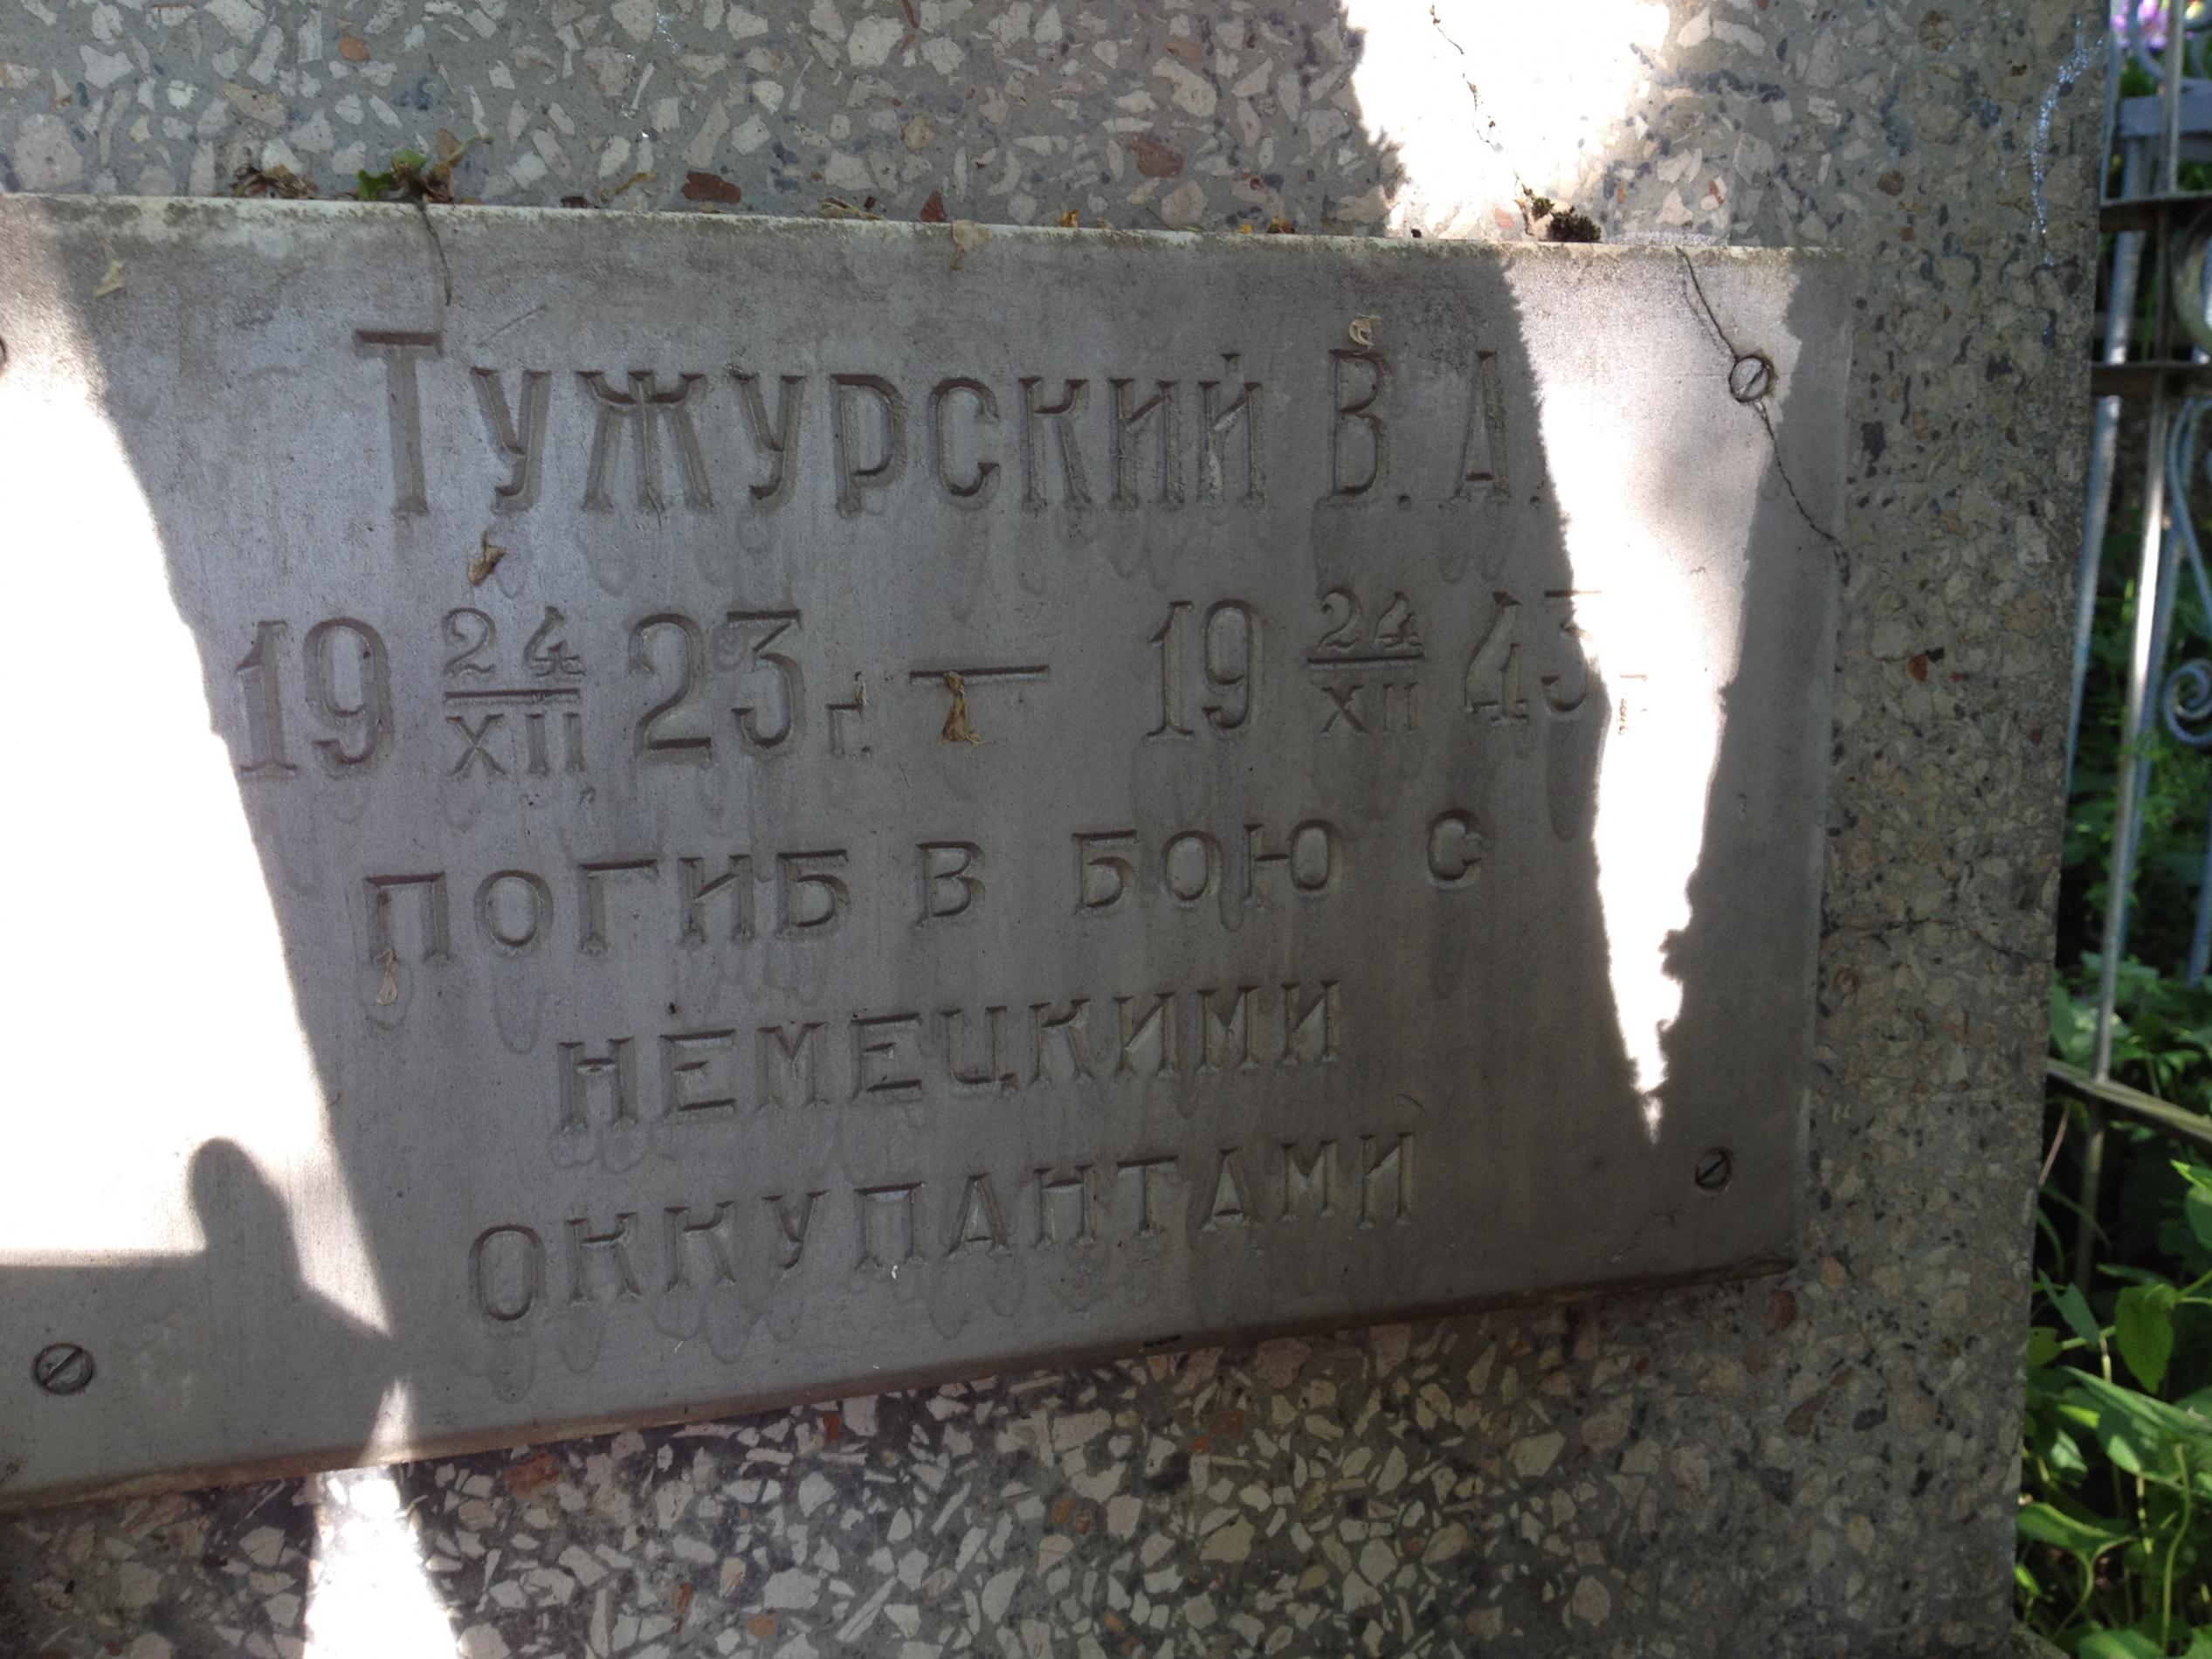 Тужурский В. А.
19 24/XII 23 г. — 19 24/XII 43 г.
ПОГИБ В БОЮ С
НЕМЕЦКИМИ
ОККУПАНТАМИ